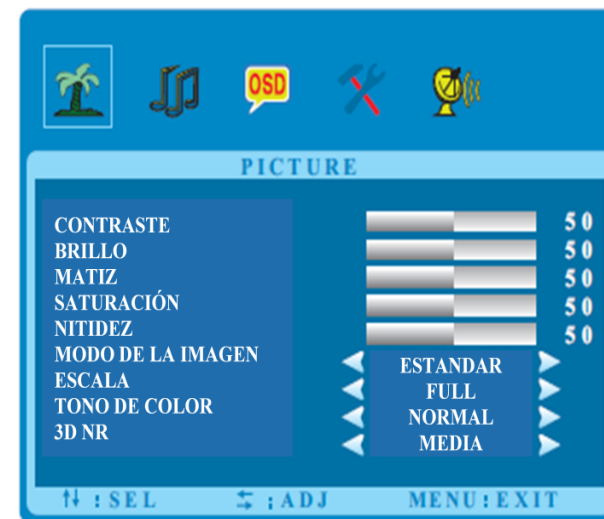 OSD
PICTURE
CONTRASTE 50
BRILLO 50
MATIZ 50
SATURACIÓN 50
NITIDEZ 50
MODO DE LA IMAGEN ESTANDAR
ESCALA FULL
TONO DE COLOR NORMAL
3D NR MEDIA
: SEL : ADJ MENU : EXIT